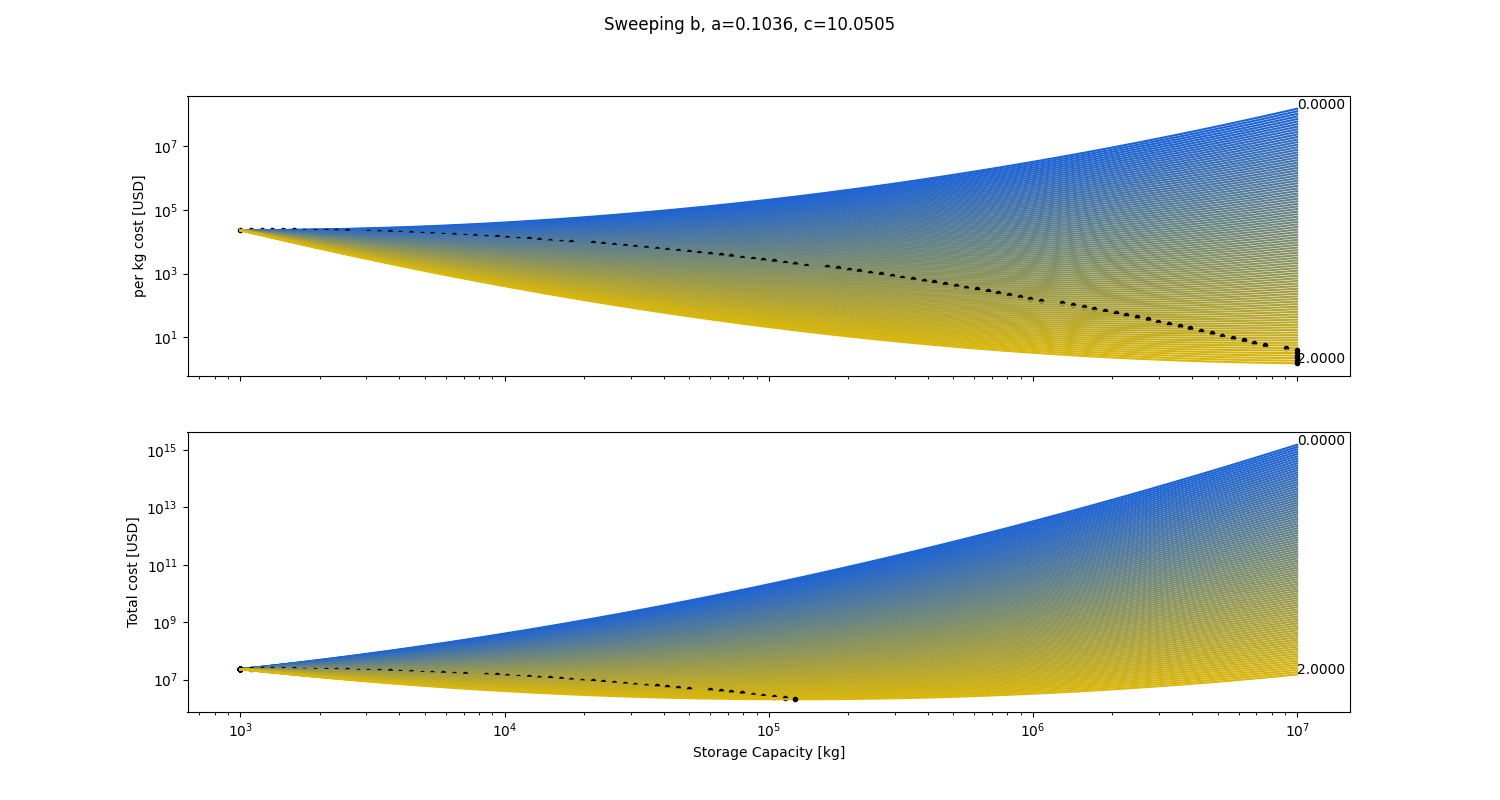 Sweeping b, a=0.1036, c=10.0505
per kg cost [USD]
10^7
10^5
10^3
10^1
0.0000
2.0000
Total cost [USD]
10^15
10^13
10^11
10^9
10^7
0.0000
2.0000
10^3 10^4 10^5 10^6 10^7
Storage Capacity [kg]